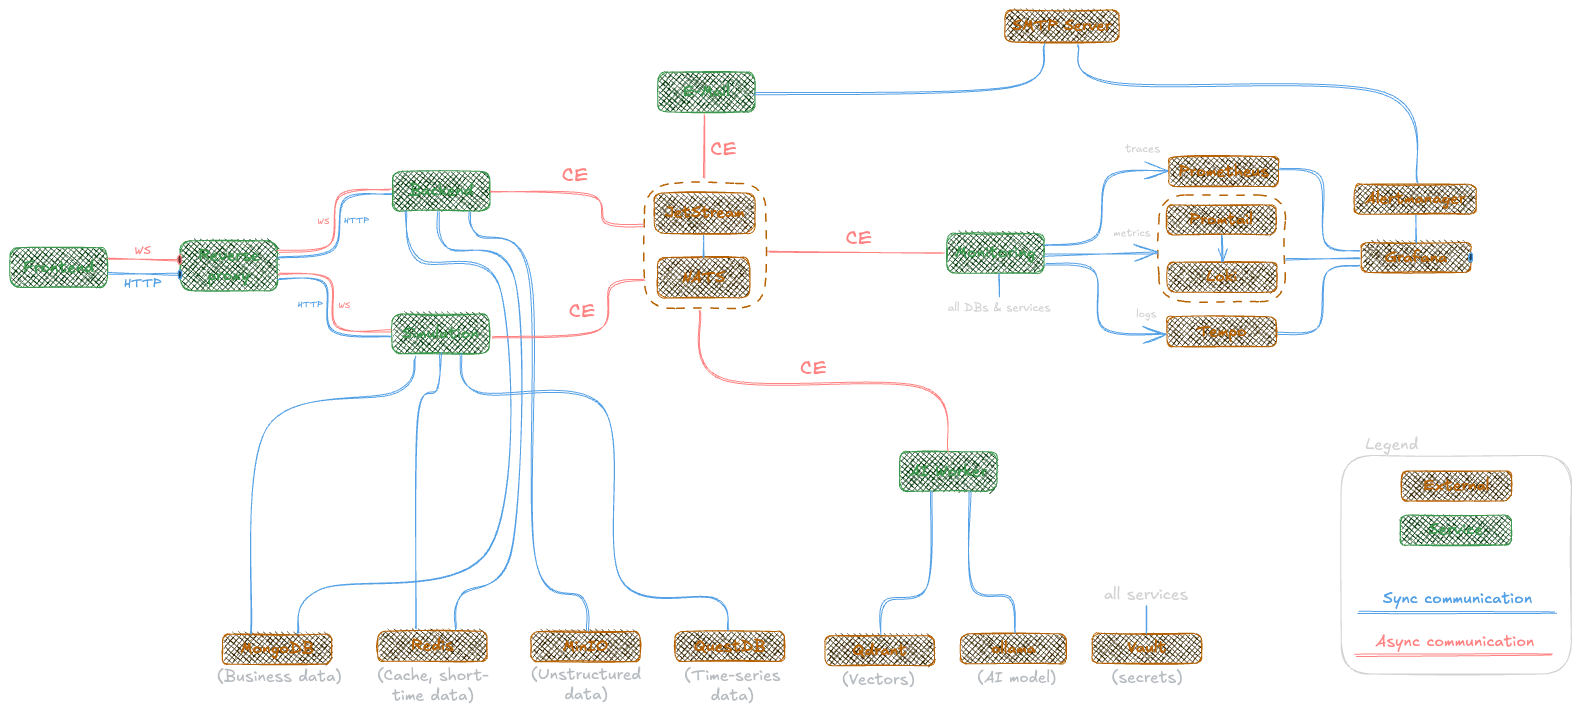 SMTP Server
E-Mail
CE
traces
Backend
CE
JetStream
Prometheus
Alertmanager
WS
HTTP
Promtail
metrics
WS
Frontend
HTTP
Reverse
proxy
CE
Monitoring
Grafana
NATS
Loki
all DBs & services
HTTP
WS
CE
logs
Simulation
Tempo
CE
Legend
AI Worker
External
Service
all services
Sync communication
Async communication
MongoDB
(Business data)
Redis
(Cache, short-
time data)
MinIO
(Unstructured
data)
QuestDB
(Time-series
data)
Qdrant
(Vectors)
ollama
(AI model)
Vault
(secrets)